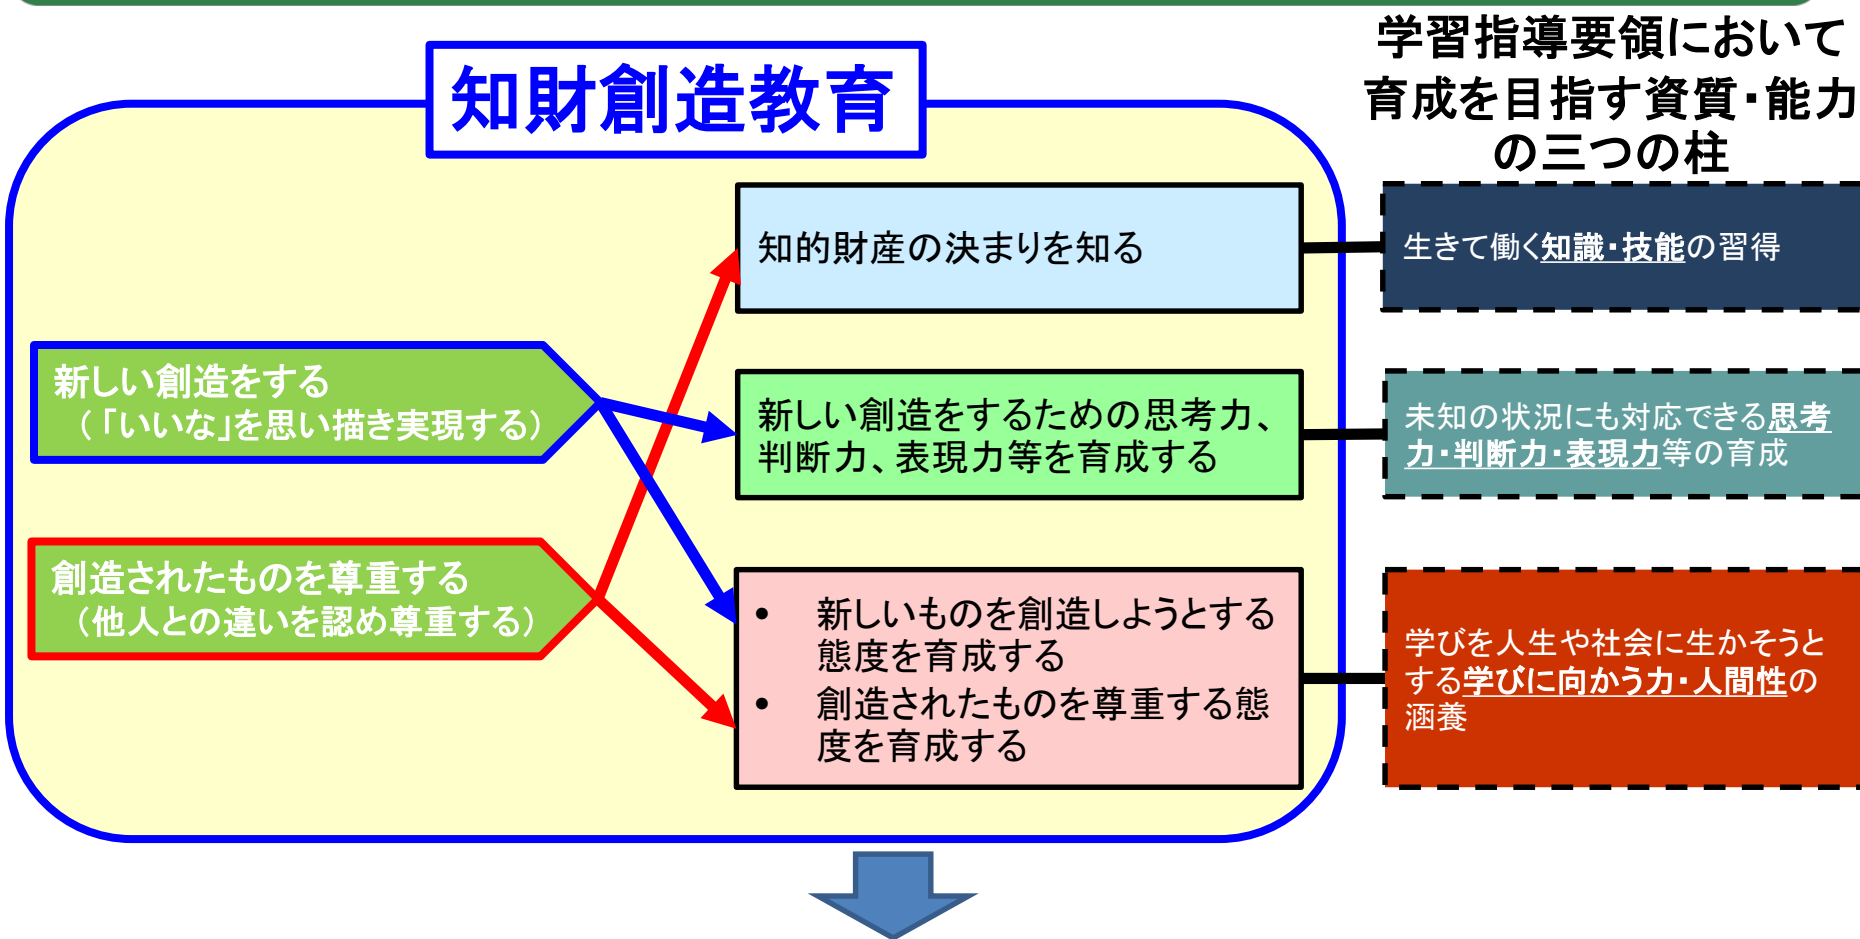 学習指導要領において
育成を目指す資質・能力
の三つの柱
知財創造教育
知的財産の決まりを知る
生きて働く知識・技能の習得
新しい創造をする
(「いいな」を思い描き実現する)
新しい創造をするための思考力、
判断力、表現力等を育成する
未知の状況にも対応できる思考
力・判断力・表現力等の育成
創造されたものを尊重する
(他人との違いを認め尊重する)
• 新しいものを創造しようとする
態度を育成する
• 創造されたものを尊重する態
度を育成する
学びを人生や社会に生かそうと
する学びに向かう力・人間性の
涵養